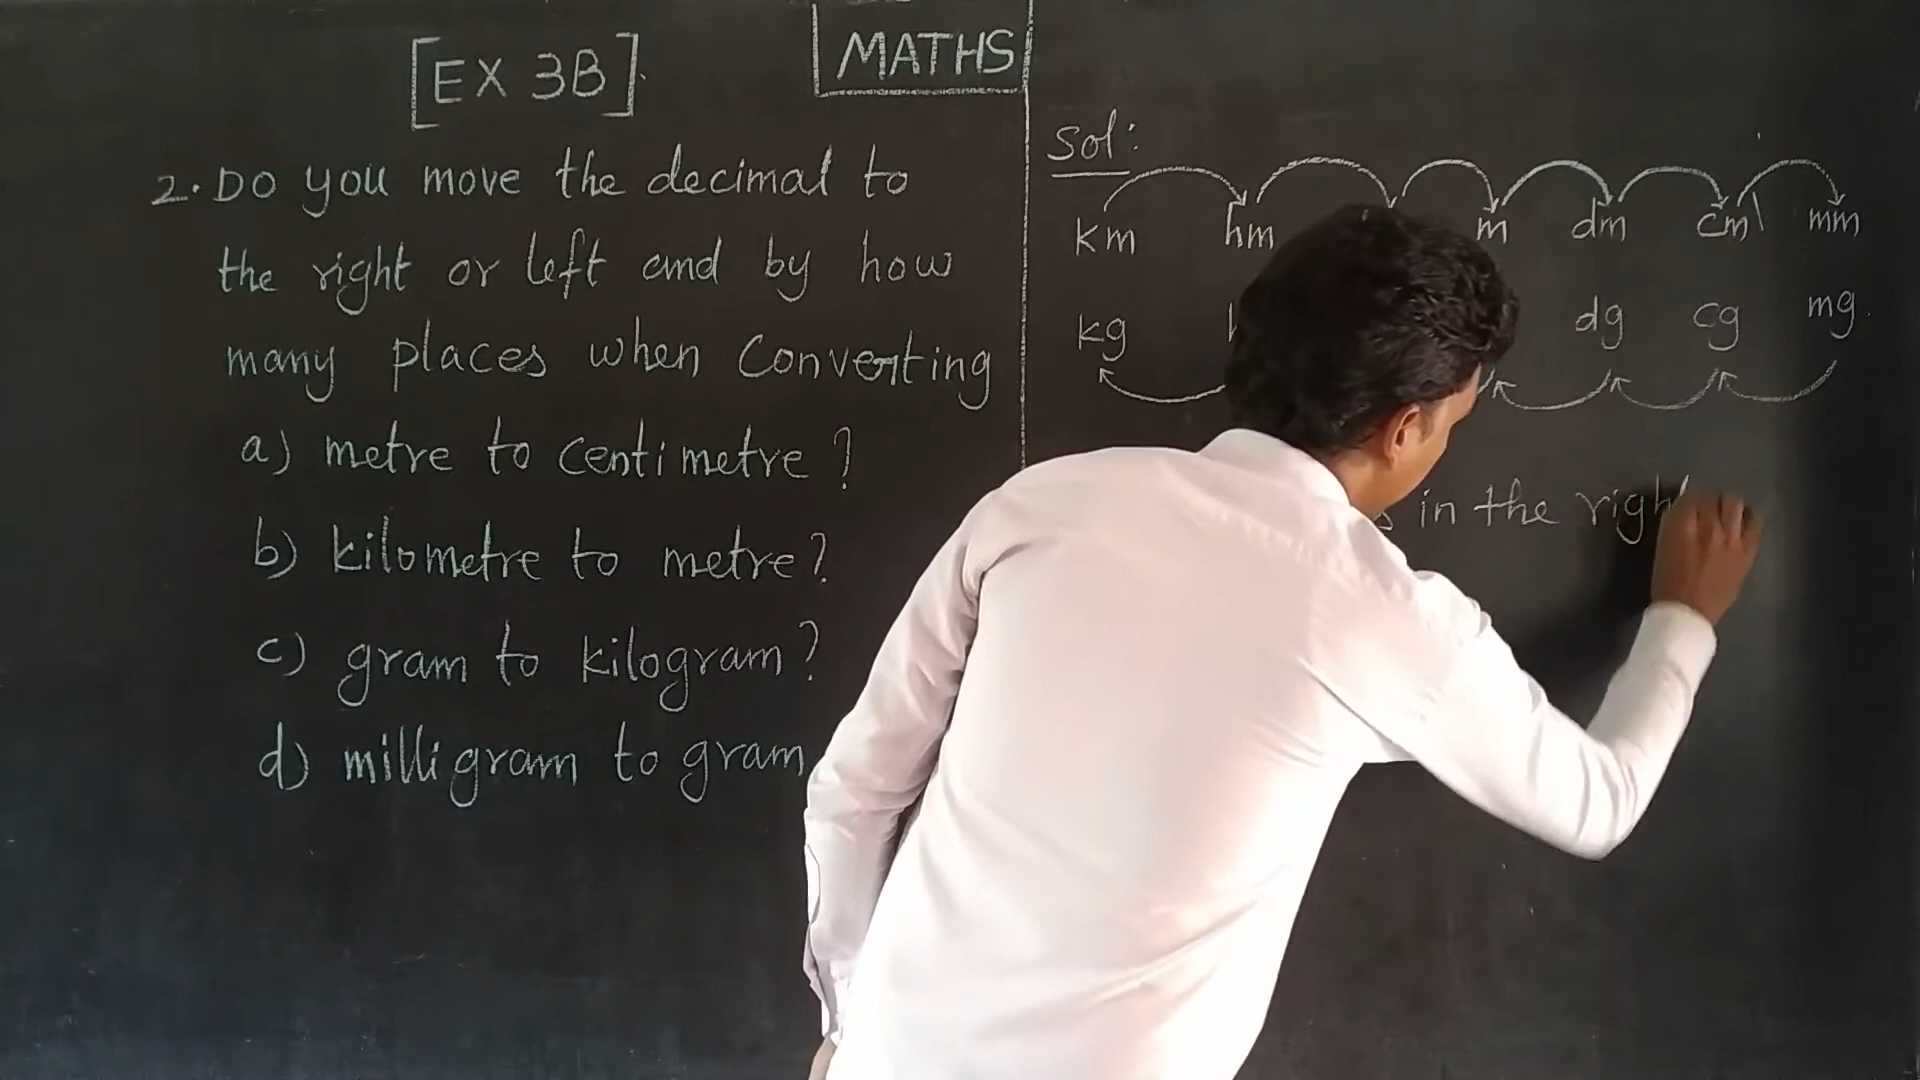 [EX 3B].
MATHS
2. Do you move the decimal to
the right or left and by how
many places when converting
a) metre to centimetre?
b) kilometre to metre?
c) gram to kilogram?
d) milligram to gram
Sol:
km hm m dm cm mm
kg dg cg mg.
in the righ